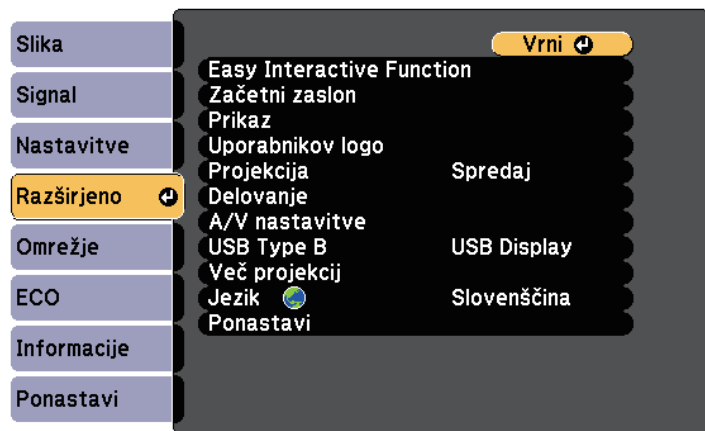 Slika
Signal
Nastavitve
Razširjeno
Omrežje
ECO
Informacije
Ponastavi
Vrni
Easy Interactive Function
Začetni zaslon
Prikaz
Uporabnikov logo
Projekcija Spredaj
Delovanje
A/V nastavitve
USB Type B USB Display
Več projekcij
Jezik Slovenščina
Ponastavi